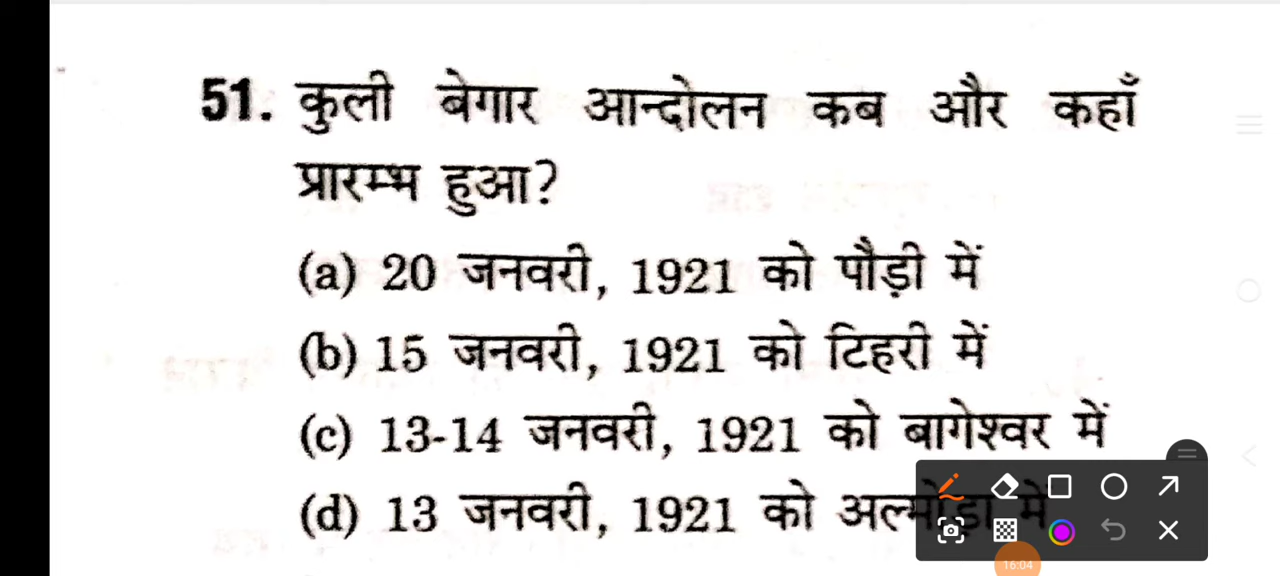 51. कुली बेगार आन्दोलन कब और कहाँ
प्रारम्भ हुआ?
(a) 20 जनवरी, 1921 को पौड़ी में
(b) 15 जनवरी, 1921 को टिहरी में
(c) 13-14 जनवरी, 1921 को बागेश्वर में
(d) 13 जनवरी, 1921 को अल्मोड़ा में
16:04